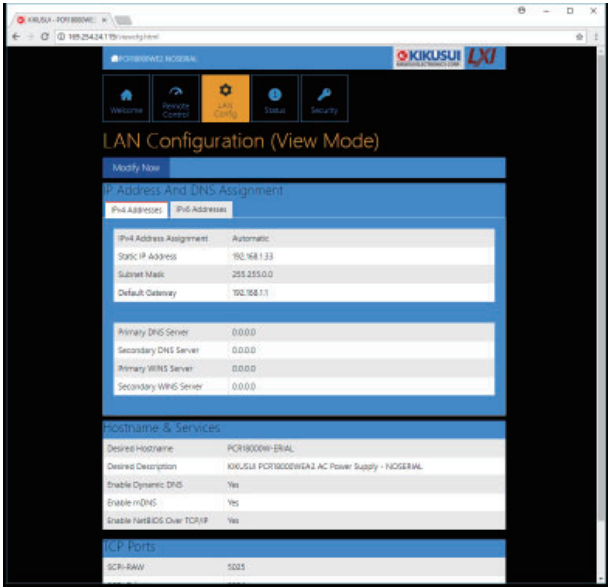 KIKUSUI - PCR18000WE2
169.254.24.119/viewcfg.html
PCR18000WE2 NOSERIAL
KIKUSUI LXI
KIKUSUI ELECTRONICS CORP.
Welcome
Remote Control
LAN Config
Status
Security
LAN Configuration (View Mode)
Modify Now
IP Address And DNS Assignment
IPv4 Addresses IPv6 Addresses
IPv4 Address Assignment Automatic
Static IP Address 192.168.1.33
Subnet Mask 255.255.0.0
Default Gateway 192.168.1.1
Primary DNS Server 0.0.0.0
Secondary DNS Server 0.0.0.0
Primary WINS Server 0.0.0.0
Secondary WINS Server 0.0.0.0
Hostname & Services
Desired Hostname PCR18000W-ERIAL
Desired Description KIKUSUI PCR18000WEA2 AC Power Supply - NOSERIAL
Enable Dynamic DNS Yes
Enable mDNS Yes
Enable NetBIOS Over TCP/IP Yes
TCP Ports
SCPI-RAW 5025